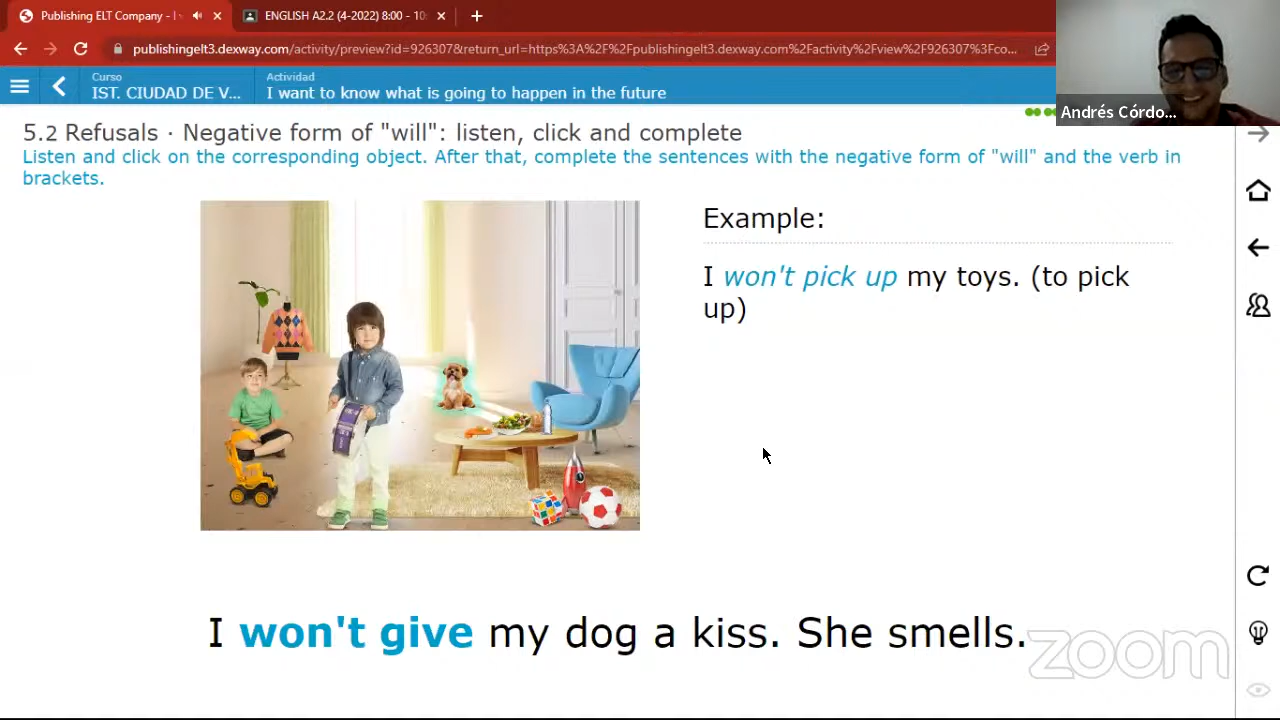 Publishing ELT Company - I v
ENGLISH A2.2 (4-2022) 8:00 - 10:
publishingelt3.dexway.com/activity/preview?id=926307&return_url=https%3A%2F%2Fpublishingelt3.dexway.com%2Factivity%2Fview%2F926307%3Fco...
Curso
IST. CIUDAD DE V...
Actividad
I want to know what is going to happen in the future
Andrés Córdo...
5.2 Refusals · Negative form of "will": listen, click and complete
Listen and click on the corresponding object. After that, complete the sentences with the negative form of "will" and the verb in
brackets.
Example:
I won't pick up my toys. (to pick
up)
I won't give my dog a kiss. She smells.
zoom